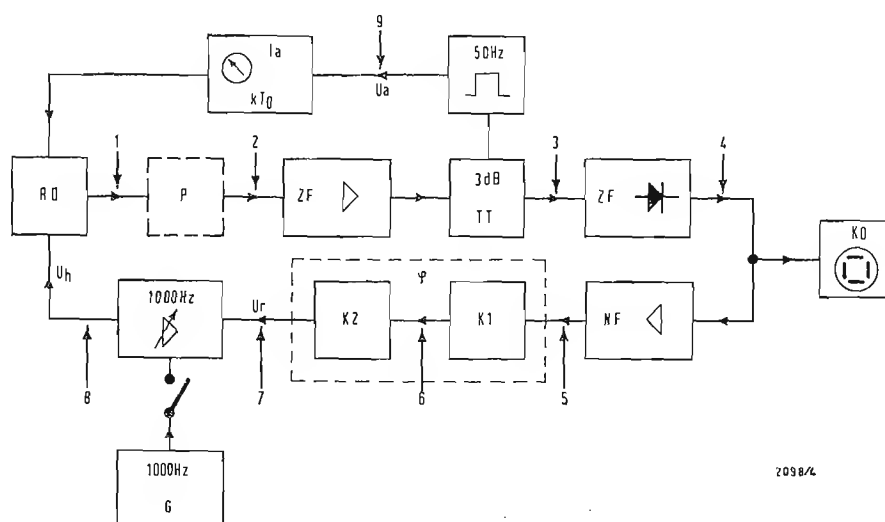 9
Ia
kT0
Ua
50Hz
1
2
3
4
RÖ
P
ZF
3dB
TT
ZF
KO
Uh
1000Hz
Ur
φ
K2
K1
NF
8
7
6
5
1000Hz
G
2098/4